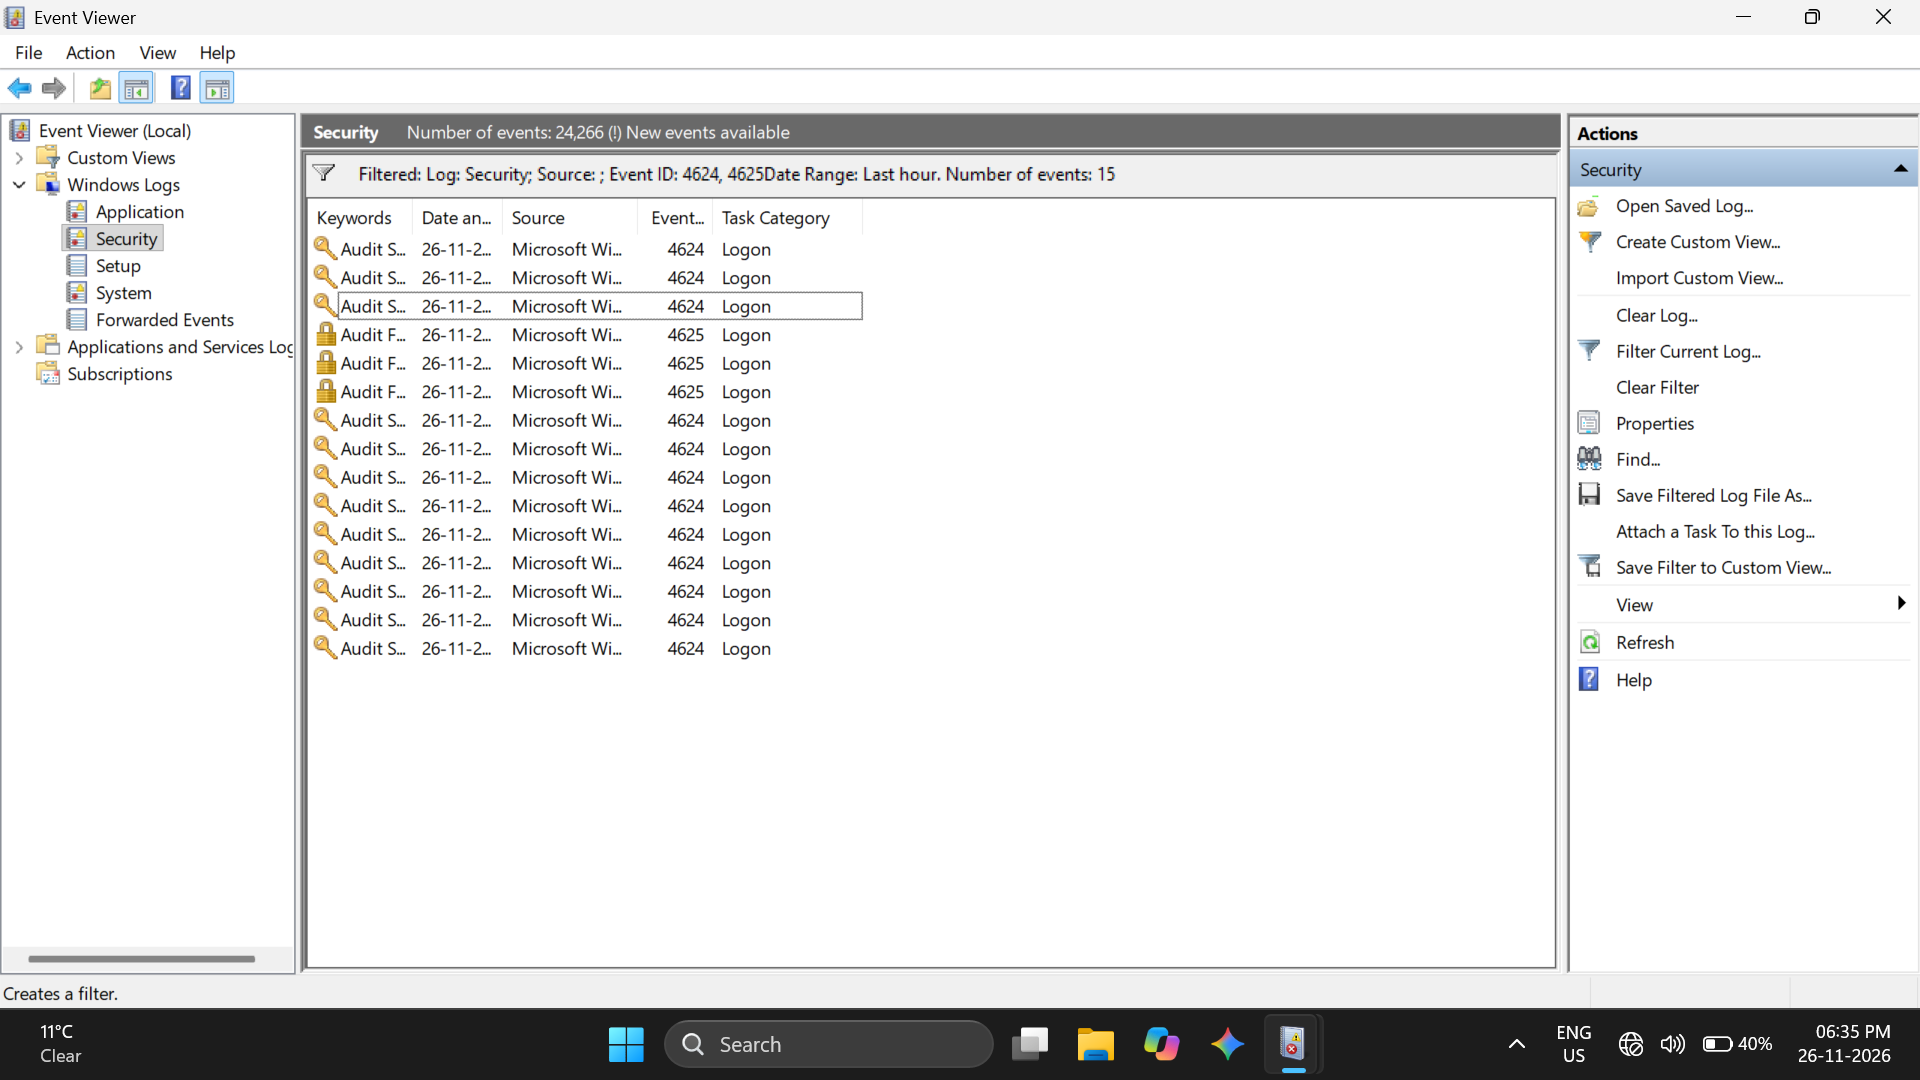 Event Viewer
File Action View Help
Event Viewer (Local)
Custom Views
Windows Logs
Application
Security
Setup
System
Forwarded Events
Applications and Services Log
Subscriptions
Security Number of events: 24,266 (!) New events available
Filtered: Log: Security; Source: ; Event ID: 4624, 4625Date Range: Last hour. Number of events: 15
Keywords Date an... Source Event... Task Category
Audit S... 26-11-2... Microsoft Wi... 4624 Logon
Audit S... 26-11-2... Microsoft Wi... 4624 Logon
Audit S... 26-11-2... Microsoft Wi... 4624 Logon
Audit F... 26-11-2... Microsoft Wi... 4625 Logon
Audit F... 26-11-2... Microsoft Wi... 4625 Logon
Audit F... 26-11-2... Microsoft Wi... 4625 Logon
Audit S... 26-11-2... Microsoft Wi... 4624 Logon
Audit S... 26-11-2... Microsoft Wi... 4624 Logon
Audit S... 26-11-2... Microsoft Wi... 4624 Logon
Audit S... 26-11-2... Microsoft Wi... 4624 Logon
Audit S... 26-11-2... Microsoft Wi... 4624 Logon
Audit S... 26-11-2... Microsoft Wi... 4624 Logon
Audit S... 26-11-2... Microsoft Wi... 4624 Logon
Audit S... 26-11-2... Microsoft Wi... 4624 Logon
Audit S... 26-11-2... Microsoft Wi... 4624 Logon
Actions
Security
Open Saved Log...
Create Custom View...
Import Custom View...
Clear Log...
Filter Current Log...
Clear Filter
Properties
Find...
Save Filtered Log File As...
Attach a Task To this Log...
Save Filter to Custom View...
View
Refresh
Help
Creates a filter.
11°C
Clear
Search
ENG
US
40%
06:35 PM
26-11-2026